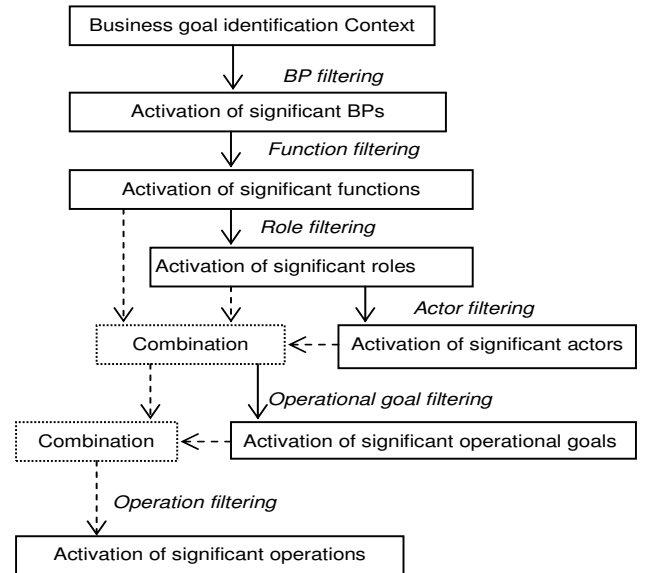 Business goal identification Context
BP filtering
Activation of significant BPs
Function filtering
Activation of significant functions
Role filtering
Activation of significant roles
Actor filtering
Combination
Activation of significant actors
Operational goal filtering
Combination
Activation of significant operational goals
Operation filtering
Activation of significant operations